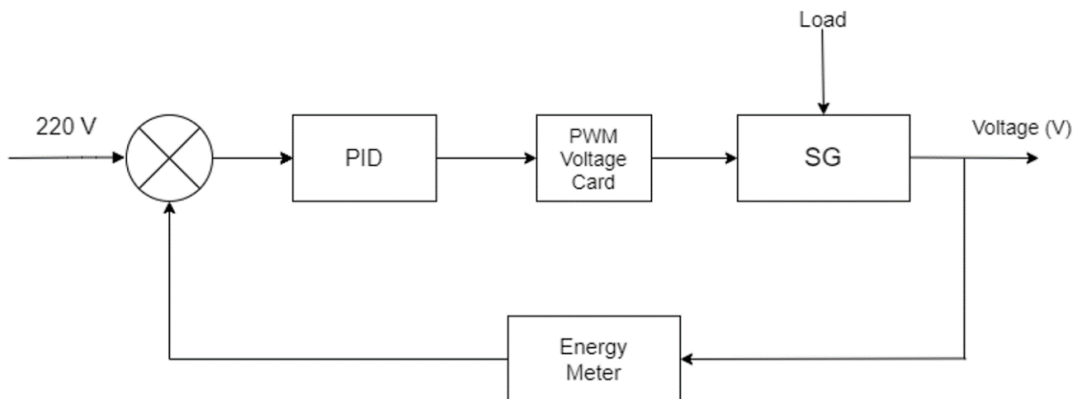 Load
220 V
PID
PWM
Voltage
Card
SG
Voltage (V)
Energy
Meter